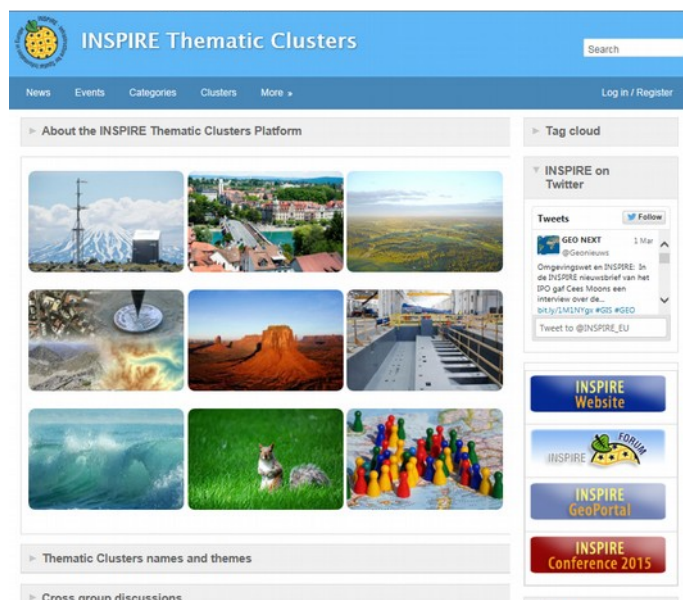 INSPIRE Thematic Clusters
Search
News Events Categories Clusters More »
Log in / Register
About the INSPIRE Thematic Clusters Platform
Tag cloud
INSPIRE on
Twitter
Tweets Follow
GEO NEXT 1 Mar
@Geonieuws
Omgevingswet en INSPIRE: In
de INSPIRE nieuwsbrief van het
IPO gaf Cees Moons een
interview over de...
bit.ly/1M1NYgx #GIS #GEO
Tweet to @INSPIRE_EU
INSPIRE
Website
INSPIRE FORUM
INSPIRE
GeoPortal
INSPIRE
Conference 2015
Thematic Clusters names and themes
Cross group discussions